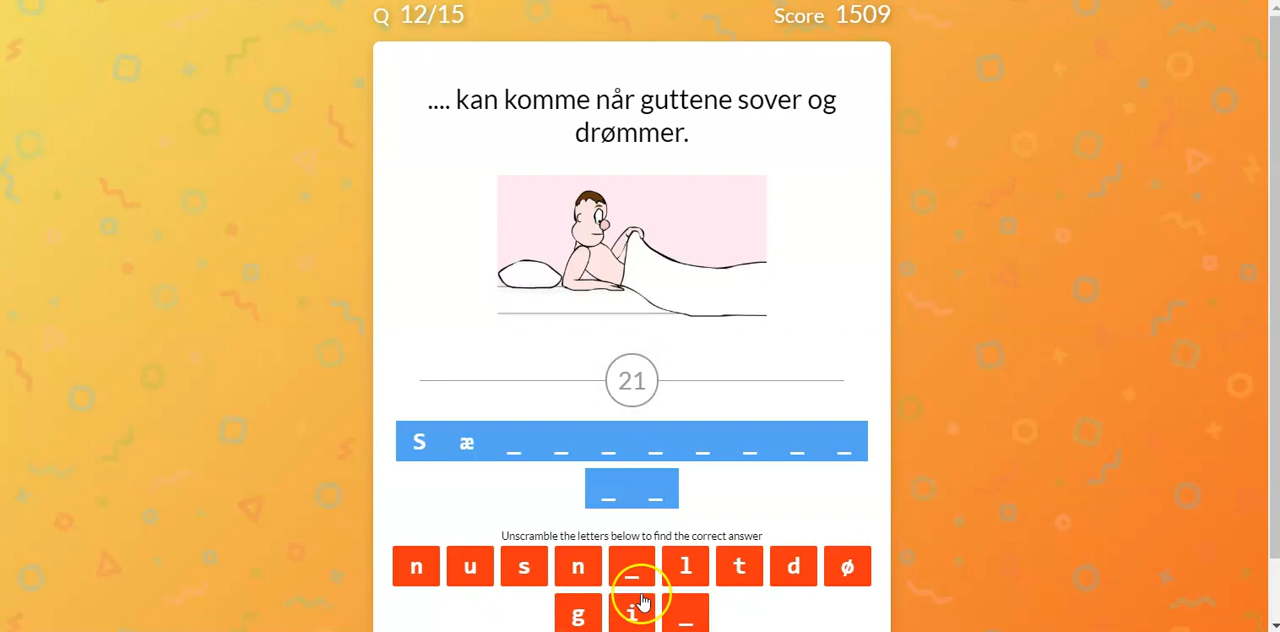 Q 12/15 Score 1509
.... kan komme når guttene sover og
drømmer.
21
S æ _ _ _ _ _ _ _ _
_ _
Unscramble the letters below to find the correct answer
n u s n _ l t d ø
g i _